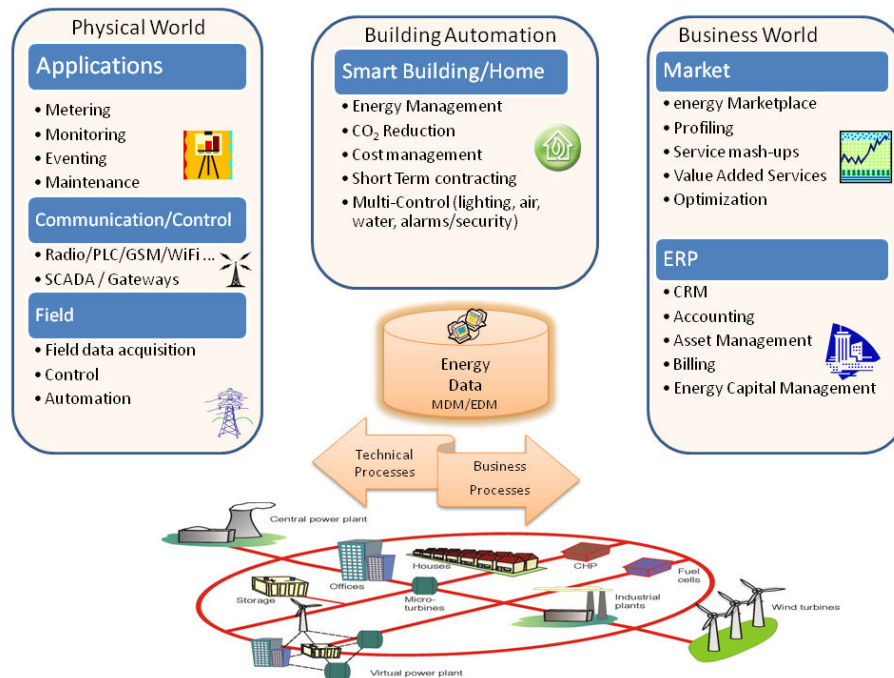 Physical World
Applications
• Metering
• Monitoring
• Eventing
• Maintenance
Communication/Control
• Radio/PLC/GSM/WiFi ...
• SCADA / Gateways
Field
• Field data acquisition
• Control
• Automation
Building Automation
Smart Building/Home
• Energy Management
• CO₂ Reduction
• Cost management
• Short Term contracting
• Multi-Control (lighting, air,
water, alarms/security)
Business World
Market
• energy Marketplace
• Profiling
• Service mash-ups
• Value Added Services
• Optimization
ERP
• CRM
• Accounting
• Asset Management
• Billing
• Energy Capital Management
Energy
Data
MDM/EDM
Technical
Processes
Business
Processes
Central power plant
Offices
Houses
CHP
Fuel
cells
Storage
Micro-
turbines
Industrial
plants
Wind turbines
Virtual power plant